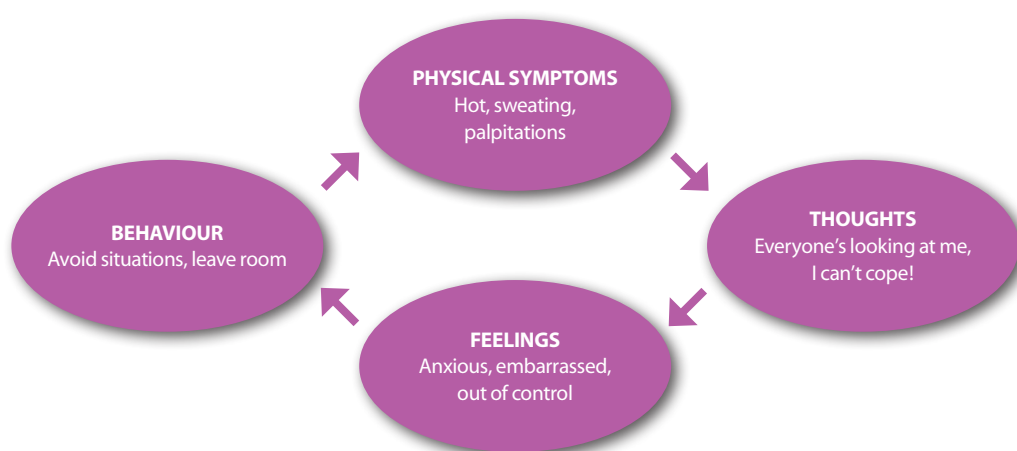 PHYSICAL SYMPTOMS
Hot, sweating,
palpitations
THOUGHTS
Everyone’s looking at me,
I can’t cope!
FEELINGS
Anxious, embarrassed,
out of control
BEHAVIOUR
Avoid situations, leave room